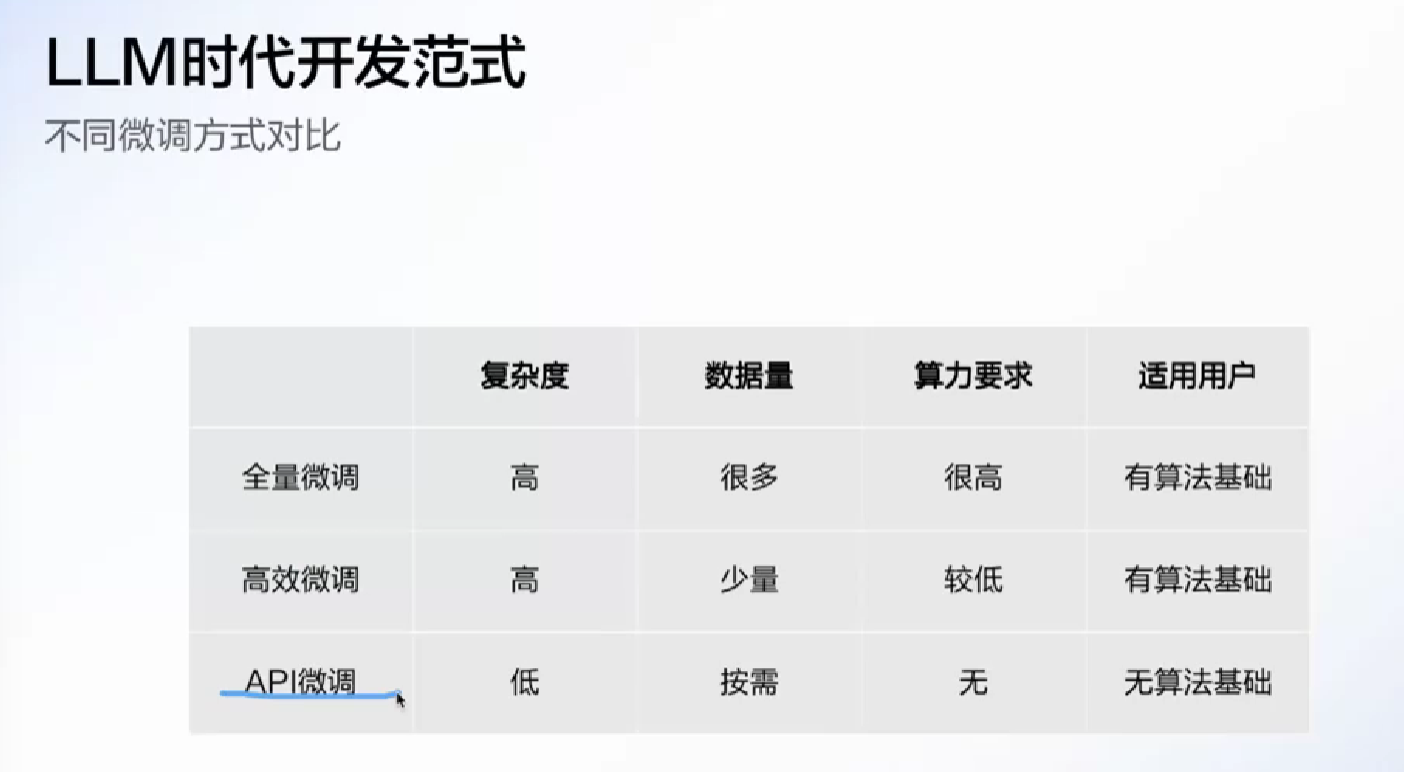 LLM时代开发范式
不同微调方式对比
复杂度 数据量 算力要求 适用用户
全量微调 高 很多 很高 有算法基础
高效微调 高 少量 较低 有算法基础
API微调 低 按需 无 无算法基础